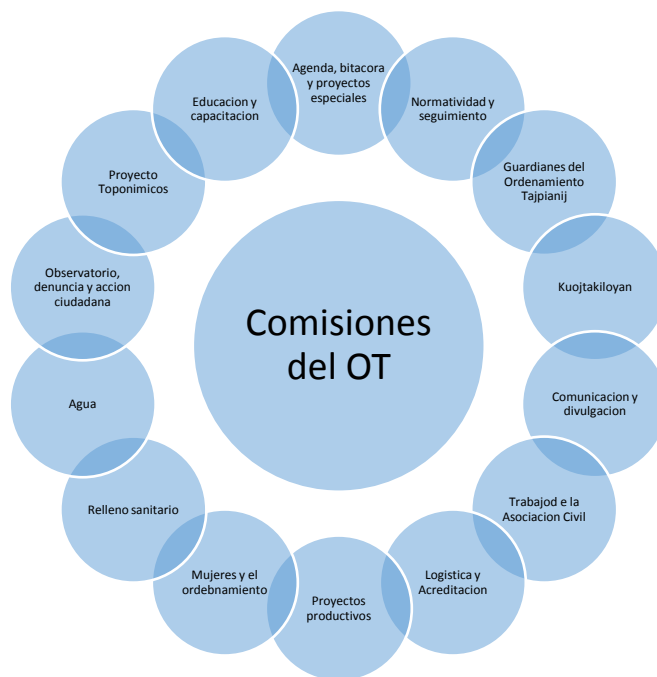 Agenda, bitacora
y proyectos
especiales
Normatividad y
seguimiento
Guardianes del
Ordenamiento
Tajpianij
Kuojtakiloyan
Comunicacion y
divulgacion
Trabajod e la
Asociacion Civil
Logistica y
Acreditacion
Proyectos
productivos
Mujeres y el
ordebnamiento
Relleno sanitario
Agua
Observatorio,
denuncia y accion
ciudadana
Proyecto
Toponimicos
Educacion y
capacitacion
Comisiones
del OT